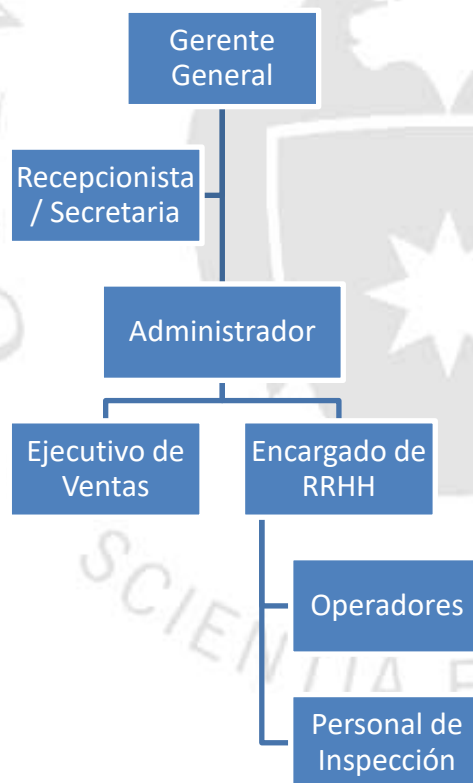 Gerente
General
Recepcionista
/ Secretaria
Administrador
Ejecutivo de
Ventas
Encargado de
RRHH
Operadores
Personal de
Inspección